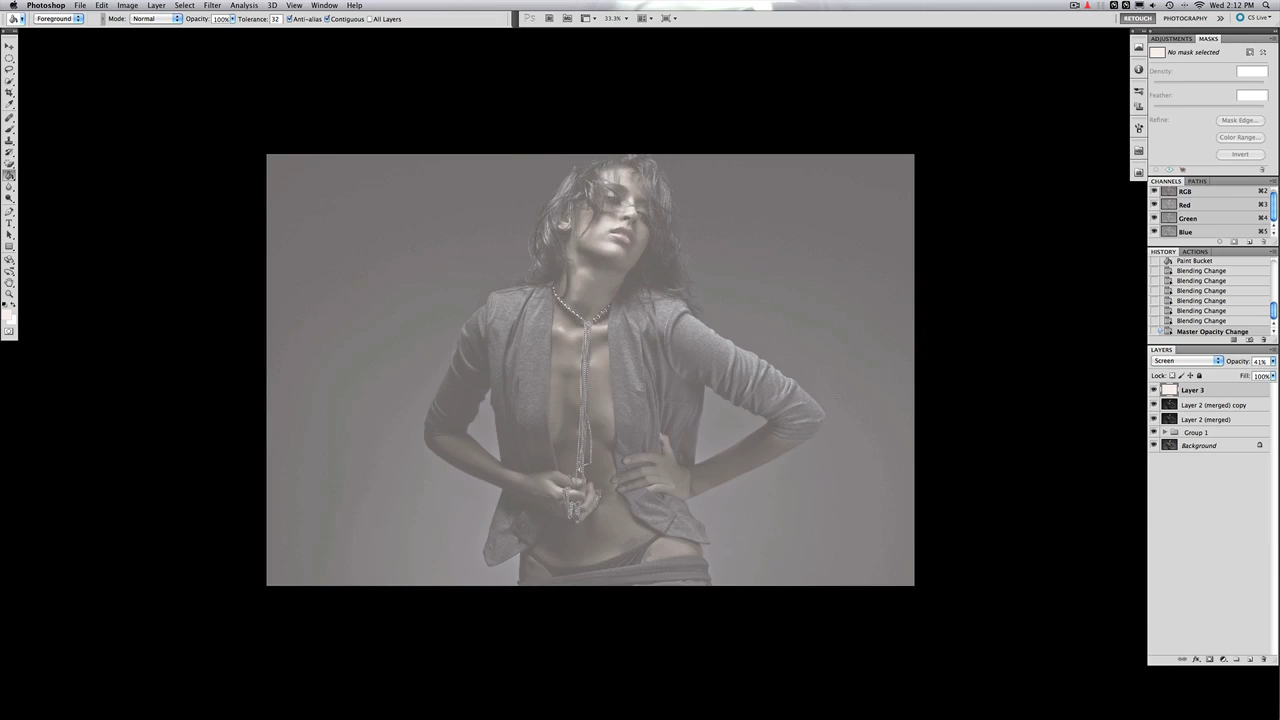 Photoshop File Edit Image Layer Select Filter Analysis 3D View Window Help Wed 2:12 PM
Foreground Mode: Normal Opacity: 100% Tolerance: 32 Anti-alias Contiguous All Layers 33.3% RETOUCH PHOTOGRAPHY CS Live
ADJUSTMENTS MASKS
No mask selected
Density:
Feather:
Refine: Mask Edge...
Color Range...
Invert
CHANNELS PATHS
RGB ⌘2
Red ⌘3
Green ⌘4
Blue ⌘5
HISTORY ACTIONS
Paint Bucket
Blending Change
Blending Change
Blending Change
Blending Change
Blending Change
Blending Change
Master Opacity Change
LAYERS
Screen Opacity: 41%
Lock: Fill: 100%
Layer 3
Layer 2 (merged) copy
Layer 2 (merged)
Group 1
Background